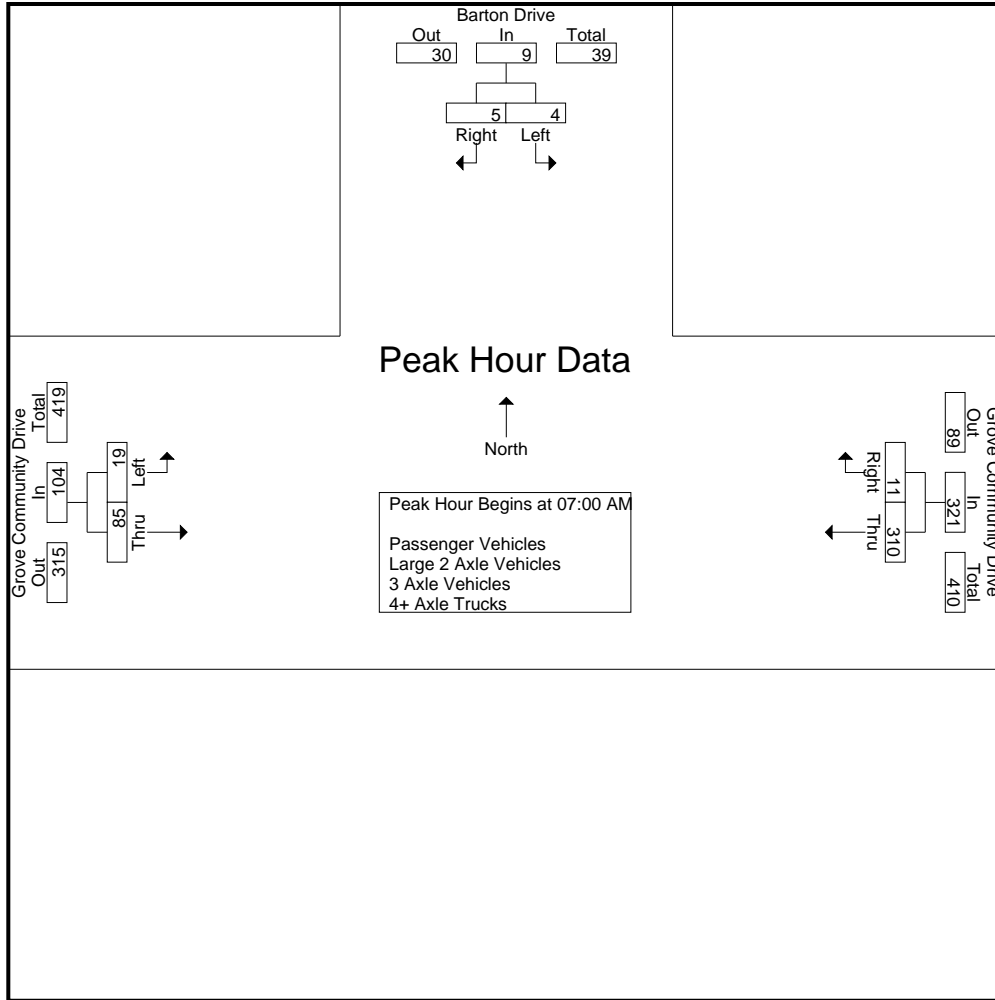 Barton Drive
Out In Total
30 9 39
5 4
Right Left
Peak Hour Data
North
Peak Hour Begins at 07:00 AM
Passenger Vehicles
Large 2 Axle Vehicles
3 Axle Vehicles
4+ Axle Trucks
Grove Community Drive
Out In Total
315 104 419
Thru Left
85 19
Grove Community Drive
Out In Total
89 321 410
11 310
Right Thru